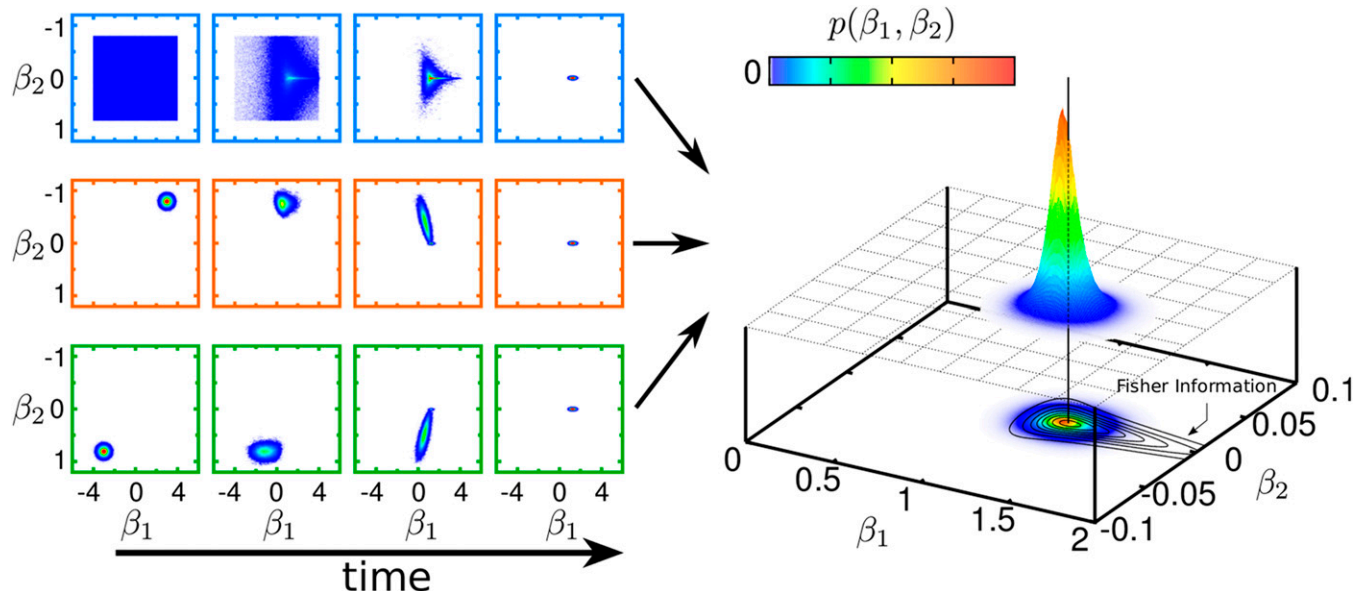 -1
β₂ 0
1
-1
β₂ 0
1
-1
β₂ 0
1
-4 0 4 -4 0 4 -4 0 4 -4 0 4
β₁ β₁ β₁ β₁
time
p(β₁, β₂)
0
Fisher Information
0 0.5 1 1.5 2
β₁
-0.1 -0.05 0 0.05 0.1
β₂